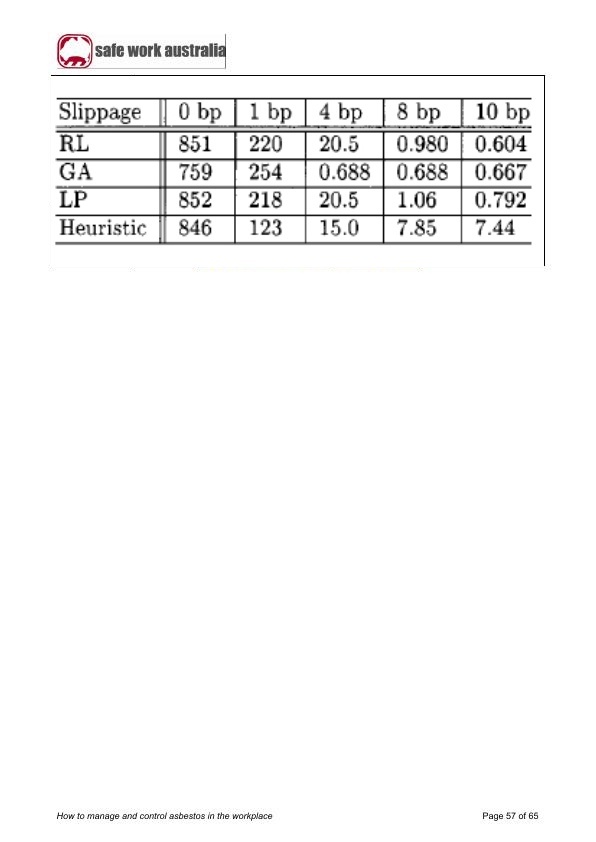 safe work australia
Slippage 0 bp 1 bp 4 bp 8 bp 10 bp
RL 851 220 20.5 0.980 0.604
GA 759 254 0.688 0.688 0.667
LP 852 218 20.5 1.06 0.792
Heuristic 846 123 15.0 7.85 7.44
How to manage and control asbestos in the workplace Page 57 of 65